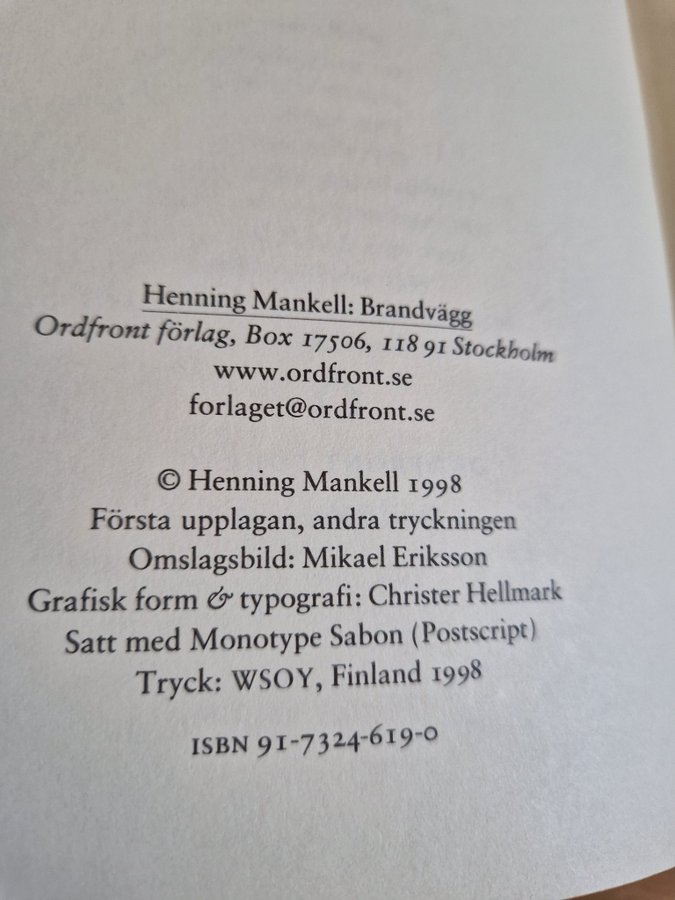 Henning Mankell: Brandvägg
Ordfront förlag, Box 17506, 118 91 Stockholm
www.ordfront.se
forlaget@ordfront.se
© Henning Mankell 1998
Första upplagan, andra tryckningen
Omslagsbild: Mikael Eriksson
Grafisk form & typografi: Christer Hellmark
Satt med Monotype Sabon (Postscript)
Tryck: WSOY, Finland 1998
ISBN 91-7324-619-0